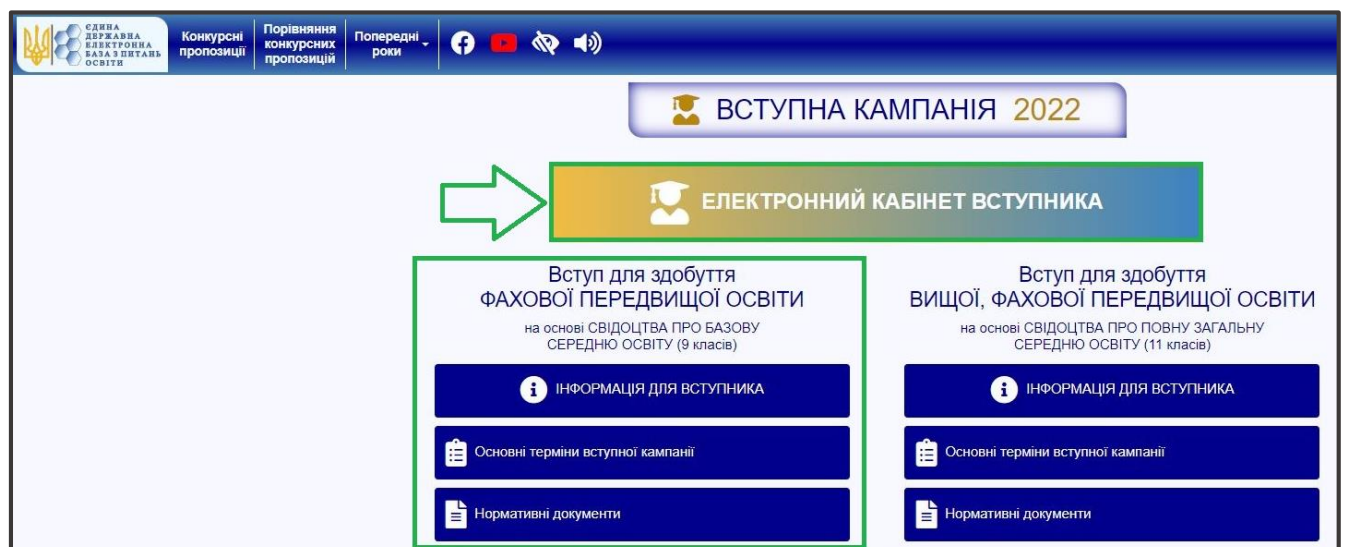 ЄДИНА
ДЕРЖАВНА
ЕЛЕКТРОННА
БАЗА З ПИТАНЬ
ОСВІТИ
Конкурсні
пропозиції
Порівняння
конкурсних
пропозицій
Попередні
роки
ВСТУПНА КАМПАНІЯ 2022
ЕЛЕКТРОННИЙ КАБІНЕТ ВСТУПНИКА
Вступ для здобуття
ФАХОВОЇ ПЕРЕДВИЩОЇ ОСВІТИ
на основі СВІДОЦТВА ПРО БАЗОВУ
СЕРЕДНЮ ОСВІТУ (9 класів)
ІНФОРМАЦІЯ ДЛЯ ВСТУПНИКА
Основні терміни вступної кампанії
Нормативні документи
Вступ для здобуття
ВИЩОЇ, ФАХОВОЇ ПЕРЕДВИЩОЇ ОСВІТИ
на основі СВІДОЦТВА ПРО ПОВНУ ЗАГАЛЬНУ
СЕРЕДНЮ ОСВІТУ (11 класів)
ІНФОРМАЦІЯ ДЛЯ ВСТУПНИКА
Основні терміни вступної кампанії
Нормативні документи